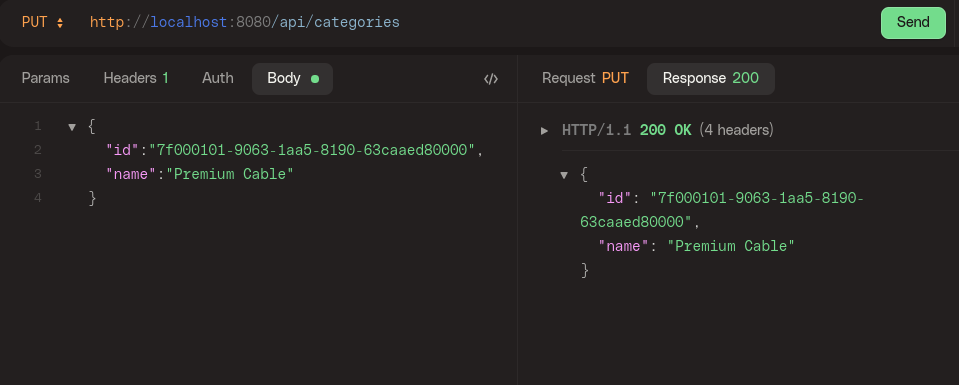 PUT http://localhost:8080/api/categories Send
Params Headers 1 Auth Body
Request PUT Response 200
1 {
2 "id":"7f000101-9063-1aa5-8190-63caaed80000",
3 "name":"Premium Cable"
4 }
HTTP/1.1 200 OK (4 headers)
{
"id": "7f000101-9063-1aa5-8190-
63caaed80000",
"name": "Premium Cable"
}